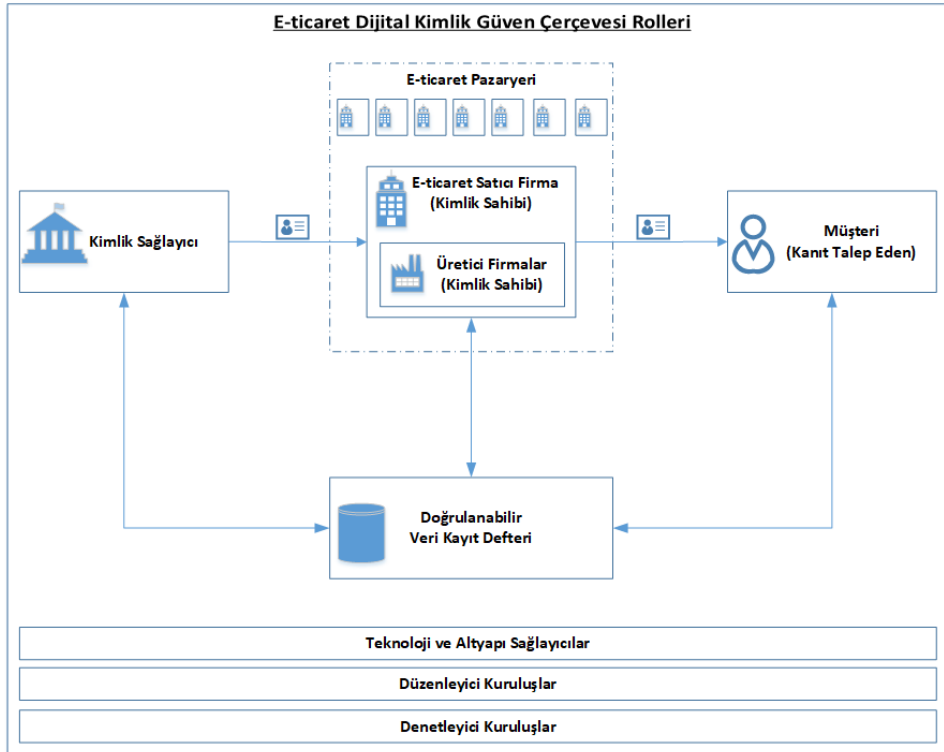 E-ticaret Dijital Kimlik Güven Çerçevesi Rolleri
E-ticaret Pazaryeri
E-ticaret Satıcı Firma
(Kimlik Sahibi)
Kimlik Sağlayıcı
Üretici Firmalar
(Kimlik Sahibi)
Müşteri
(Kanıt Talep Eden)
Doğrulanabilir
Veri Kayıt Defteri
Teknoloji ve Altyapı Sağlayıcılar
Düzenleyici Kuruluşlar
Denetleyici Kuruluşlar